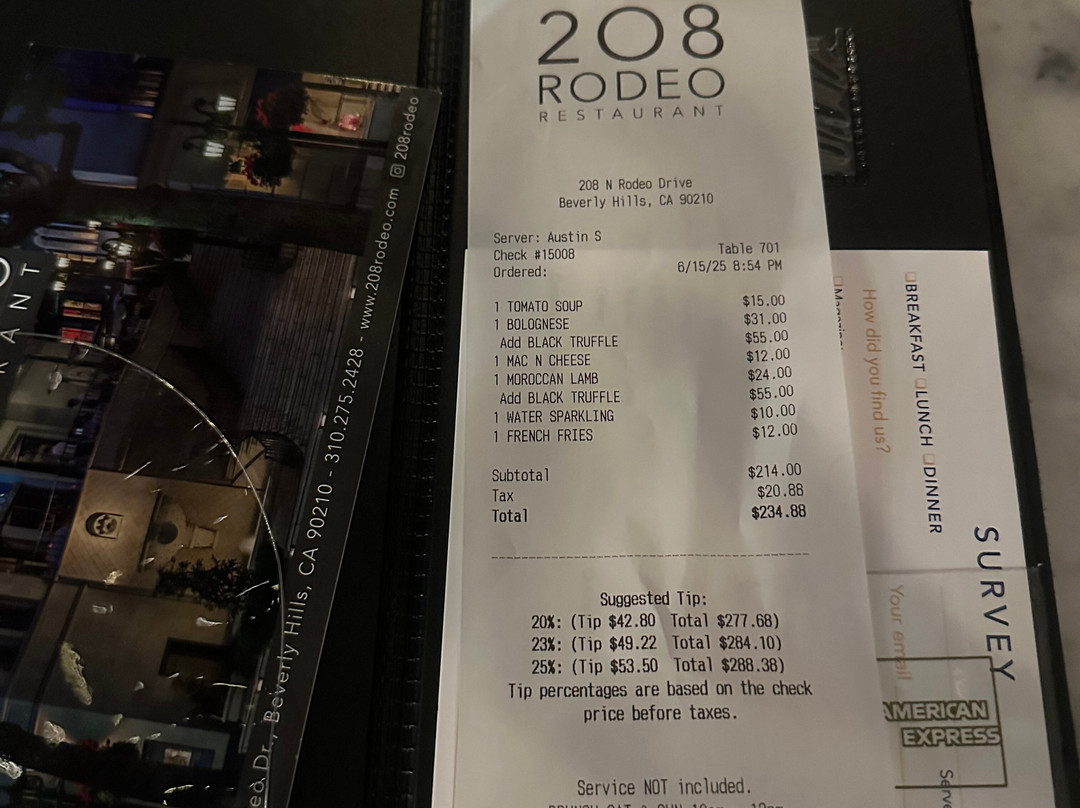 208
RODEO
RESTAURANT
208 N Rodeo Drive
Beverly Hills, CA 90210
Server: Austin S
Check #15008 Table 701
Ordered: 6/15/25 8:54 PM
1 TOMATO SOUP $15.00
1 BOLOGNESE $31.00
Add BLACK TRUFFLE $55.00
1 MAC N CHEESE $12.00
1 MOROCCAN LAMB $24.00
Add BLACK TRUFFLE $55.00
1 WATER SPARKLING $10.00
1 FRENCH FRIES $12.00
Subtotal $214.00
Tax $20.88
Total $234.88
Suggested Tip:
20%: (Tip $42.80 Total $277.68)
23%: (Tip $49.22 Total $284.10)
25%: (Tip $53.50 Total $288.38)
Tip percentages are based on the check
price before taxes.
Service NOT included.
Dr., Beverly Hills, CA 90210 - 310.275.2428 - www.208rodeo.com 208rodeo
RANT
SURVEY
BREAKFAST LUNCH DINNER
How did you find us?
Your email
AMERICAN
EXPRESS